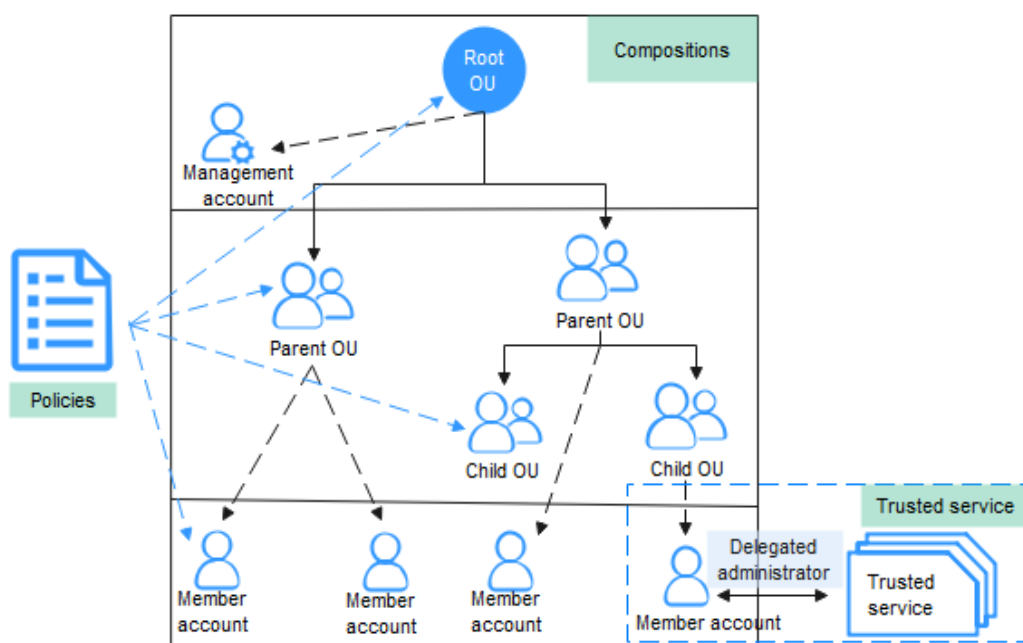 Root
OU
Compositions
Management
account
Parent OU
Parent OU
Policies
Child OU
Child OU
Trusted service
Delegated
administrator
Trusted
service
Member
account
Member
account
Member
account
Member account